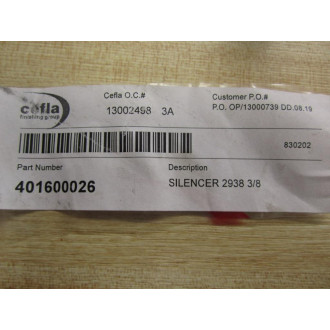 cefla
finishing group
Cefla O.C.#
13002498 3A
Customer P.O.#
P.O. OP/13000739 DD.08.19
830202
Part Number
401600026
Description
SILENCER 2938 3/8